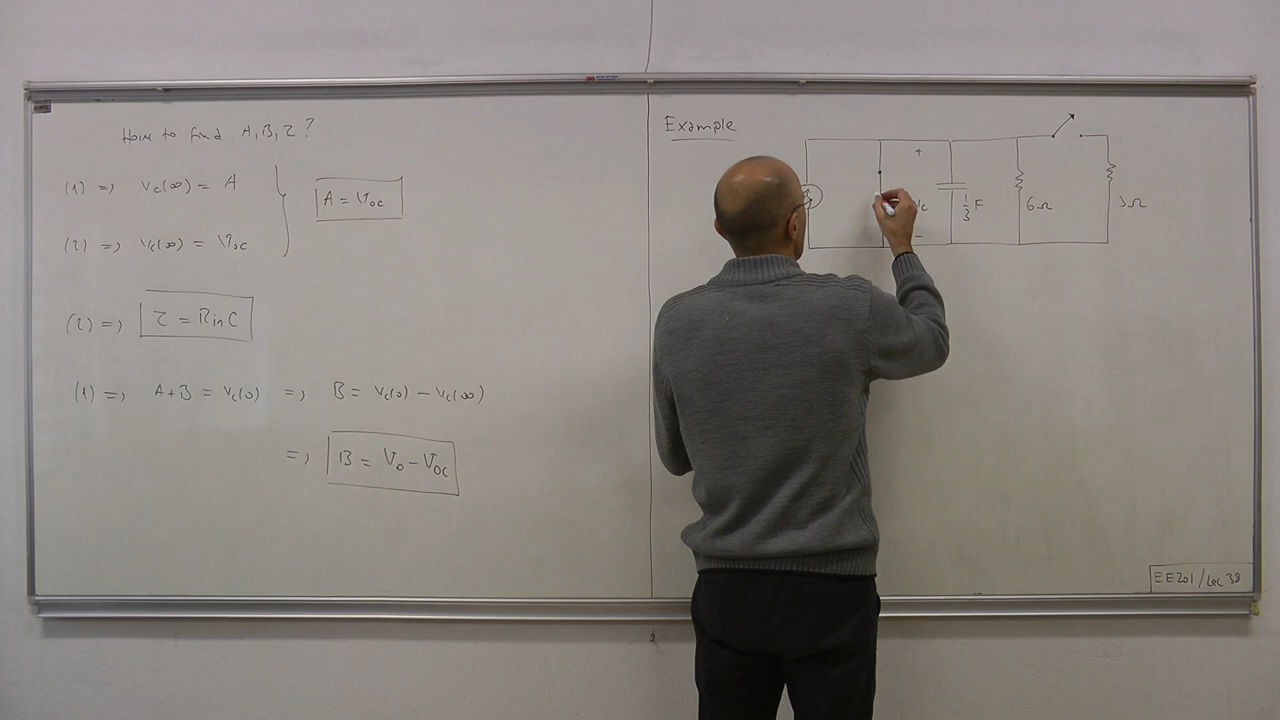 How to find A, B, τ ?
(1) => Vc(∞) = A
A = Voc
(2) => Vc(∞) = Voc
(2) => τ = RinC
(1) => A+B = Vc(0) => B = Vc(0) - Vc(∞)
=> B = Vo - Voc
Example
+
c
1/3 F
6Ω
3Ω
-
EE201/Lec 38